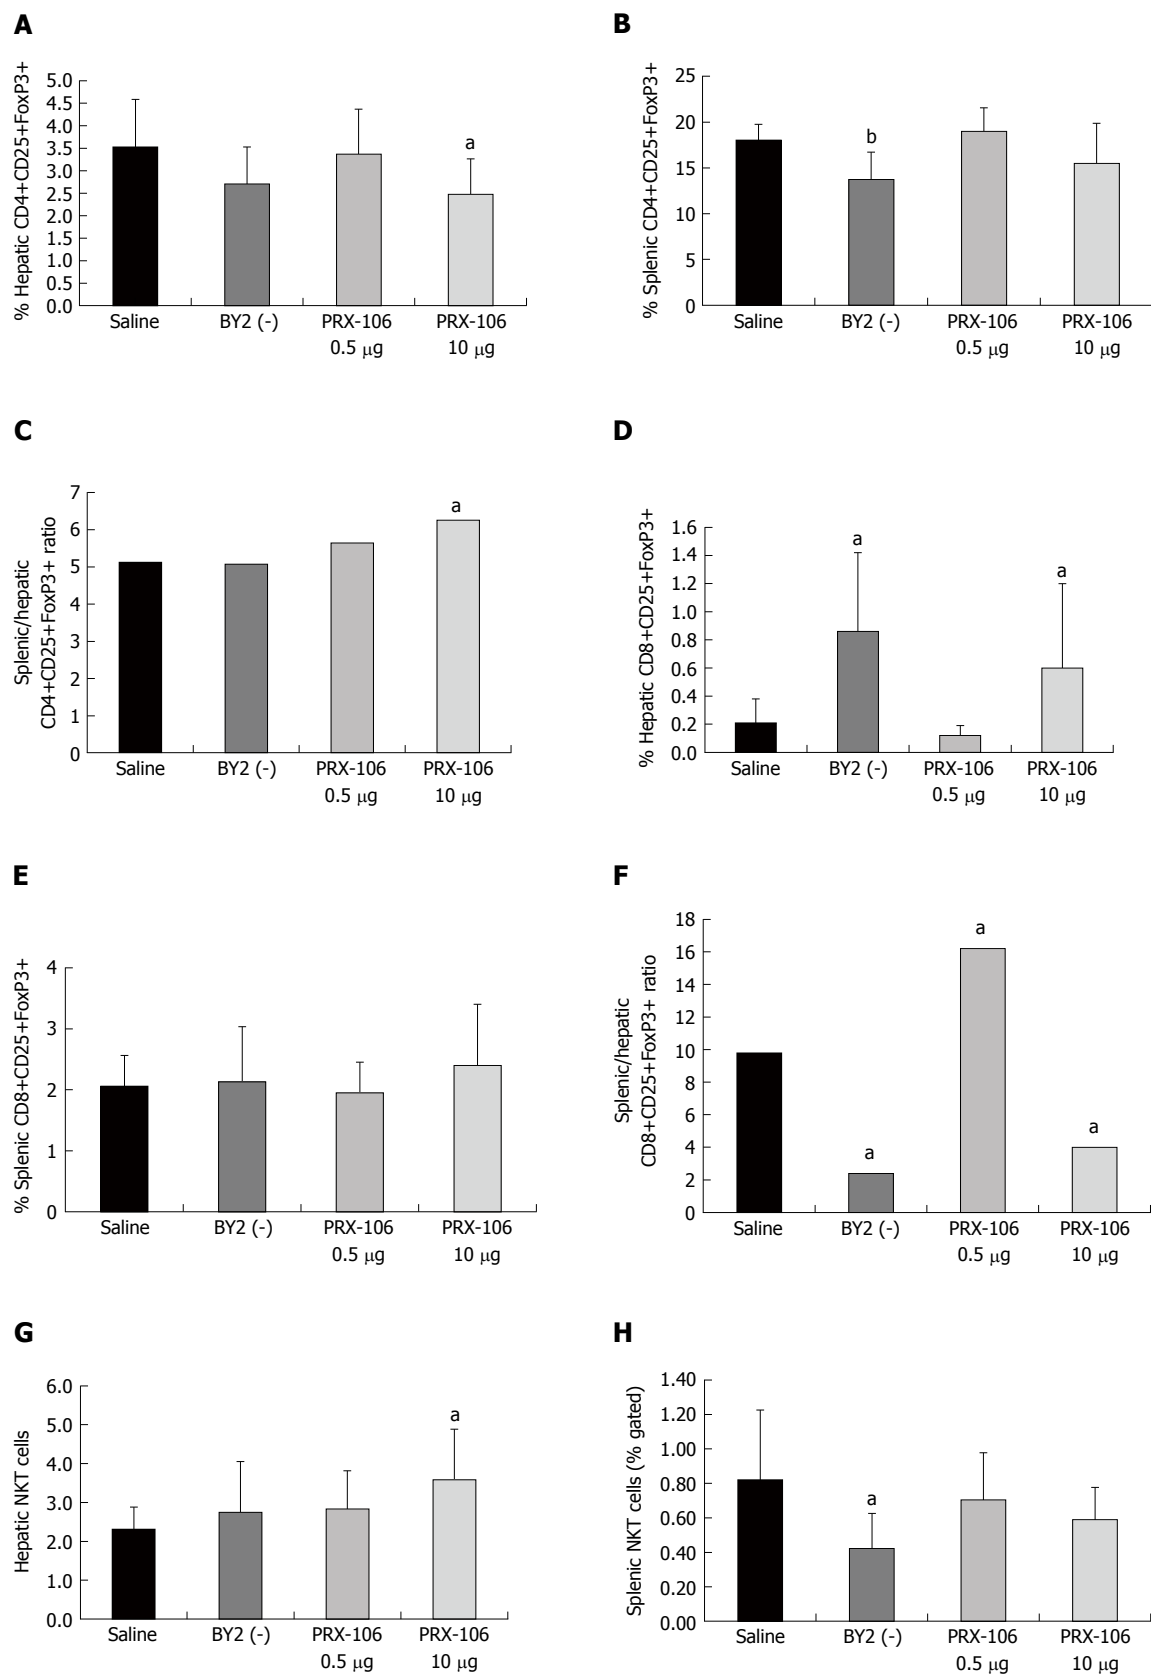 A
% Hepatic CD4+CD25+FoxP3+
5.0
4.5
4.0
3.5
3.0
2.5
2.0
1.5
1.0
0.5
0.0
a
Saline
BY2 (-)
PRX-106
0.5 μg
PRX-106
10 μg
B
% Splenic CD4+CD25+FoxP3+
25
20
15
10
5
0
b
Saline
BY2 (-)
PRX-106
0.5 μg
PRX-106
10 μg
C
Splenic/hepatic
CD4+CD25+FoxP3+ ratio
7
6
5
4
3
2
1
0
a
Saline
BY2 (-)
PRX-106
0.5 μg
PRX-106
10 μg
D
% Hepatic CD8+CD25+FoxP3+
1.6
1.4
1.2
1.0
0.8
0.6
0.4
0.2
0.0
a
a
Saline
BY2 (-)
PRX-106
0.5 μg
PRX-106
10 μg
E
% Splenic CD8+CD25+FoxP3+
4
3
2
1
0
Saline
BY2 (-)
PRX-106
0.5 μg
PRX-106
10 μg
F
Splenic/hepatic
CD8+CD25+FoxP3+ ratio
18
16
14
12
10
8
6
4
2
0
a
a
a
Saline
BY2 (-)
PRX-106
0.5 μg
PRX-106
10 μg
G
Hepatic NKT cells
6.0
5.0
4.0
3.0
2.0
1.0
0.0
a
Saline
BY2 (-)
PRX-106
0.5 μg
PRX-106
10 μg
H
Splenic NKT cells (% gated)
1.40
1.20
1.00
0.80
0.60
0.40
0.20
0.00
a
Saline
BY2 (-)
PRX-106
0.5 μg
PRX-106
10 μg